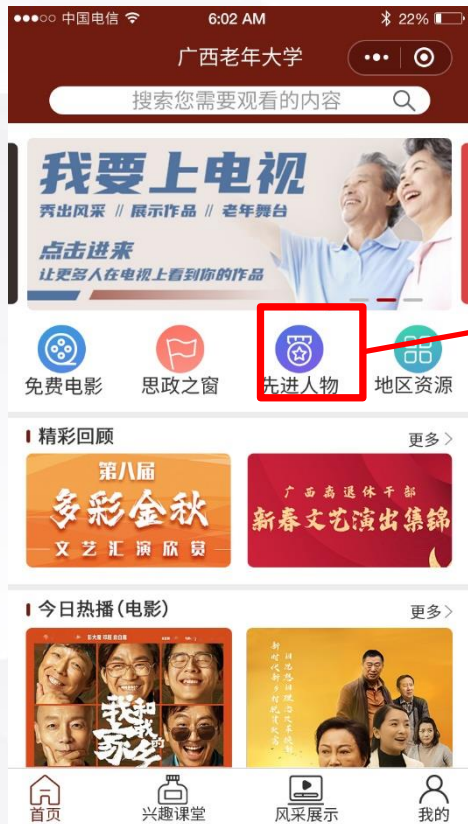 中国电信 6:02 AM 22%
广西老年大学
搜索您需要观看的内容
我要上电视
秀出风采 // 展示作品 // 老年舞台
点击进来
让更多人在电视上看到你的作品
免费电影 思政之窗 先进人物 地区资源
精彩回顾 更多
第八届
多彩金秋
文艺汇演欣赏
广西离退休干部
新春文艺演出集锦
今日热播(电影) 更多
我和我的家乡
首页 兴趣课堂 风采展示 我的